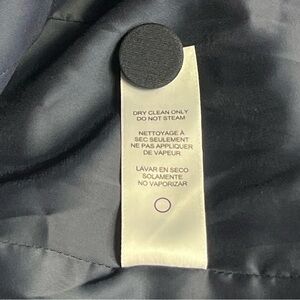 DRY CLEAN ONLY
DO NOT STEAM
NETTOYAGE À
SEC SEULEMENT
NE PAS APPLIQUER
DE VAPEUR
LAVAR EN SECO
SOLAMENTE
NO VAPORIZAR